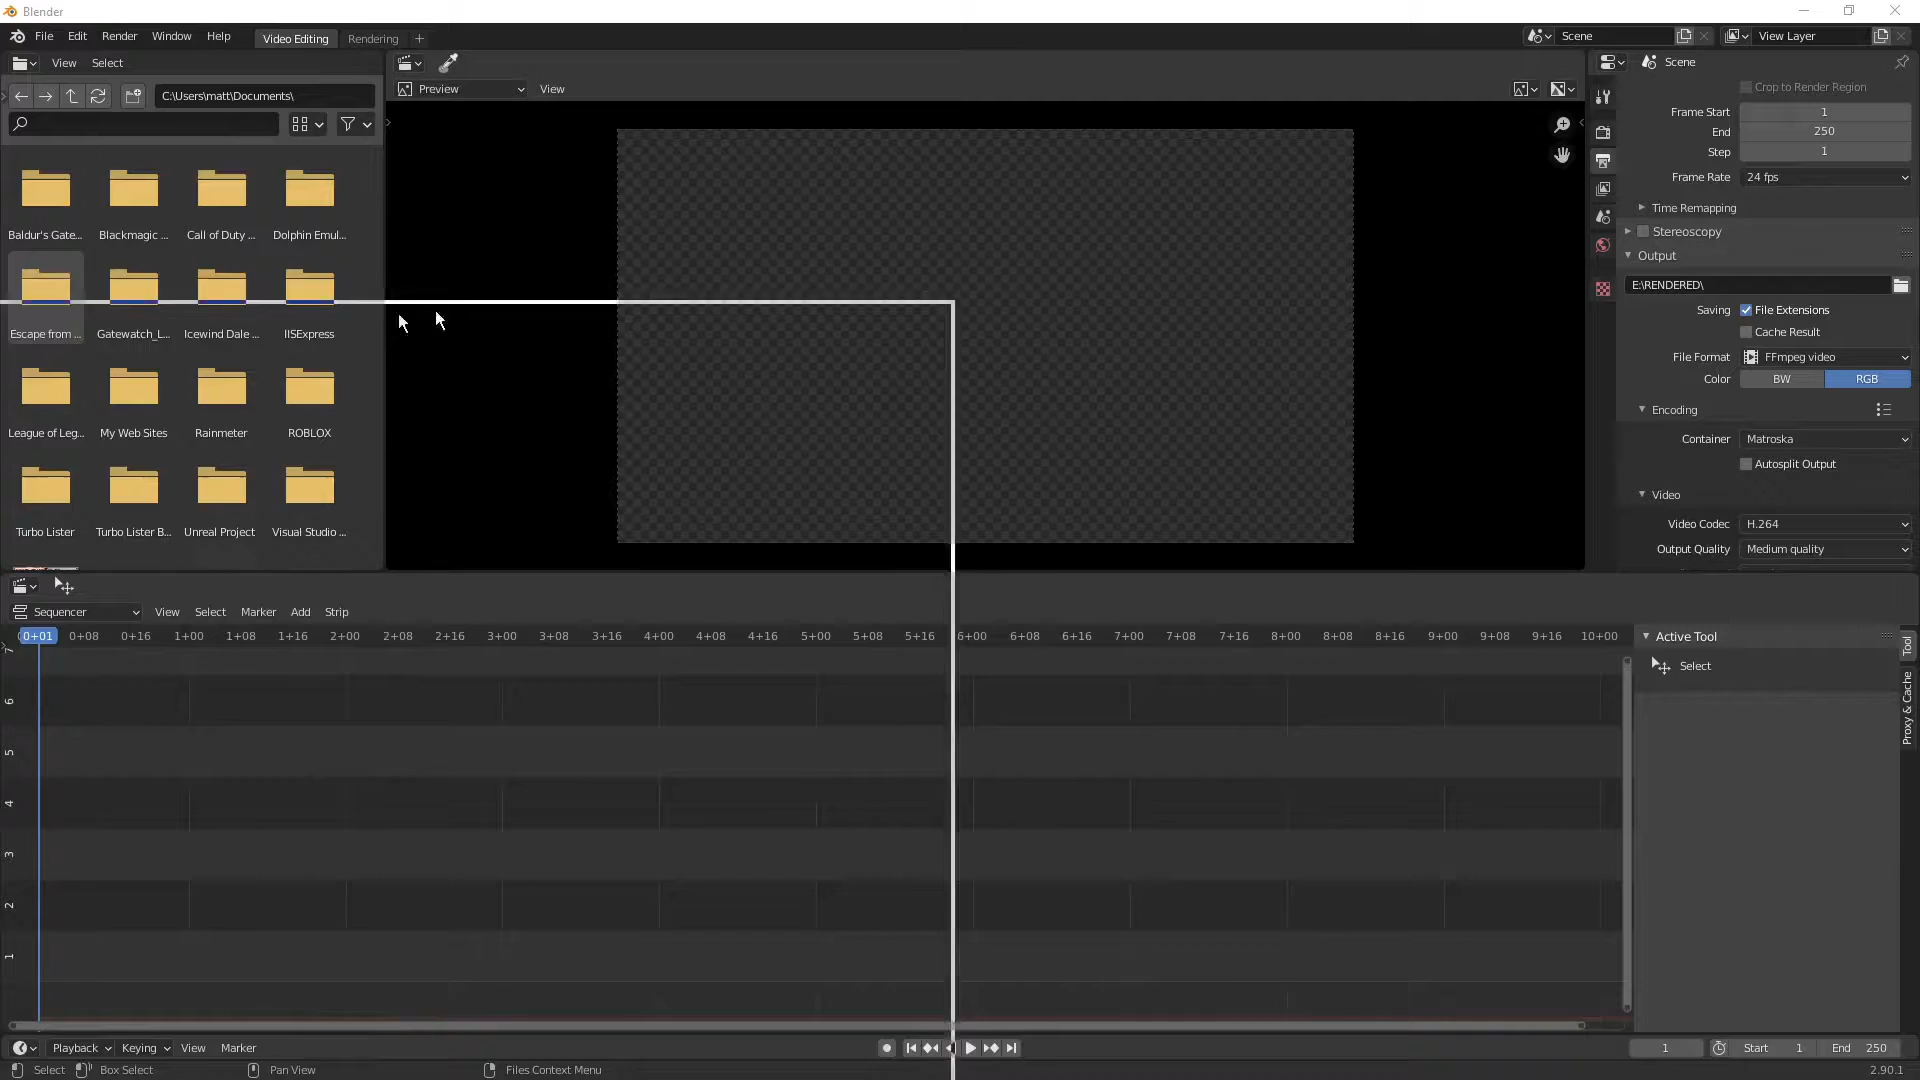 Blender
File Edit Render Window Help Video Editing Rendering + Scene View Layer
View Select Scene
C:\Users\matt\Documents\ Preview View
Crop to Render Region
Frame Start 1
End 250
Step 1
Frame Rate 24 fps
Time Remapping
Stereoscopy
Output
E:\RENDERED\
Saving File Extensions
Cache Result
File Format FFmpeg video
Color BW RGB
Encoding
Container Matroska
Autosplit Output
Video
Video Codec H.264
Output Quality Medium quality
Baldur's Gate... Blackmagic ... Call of Duty ... Dolphin Emul...
Escape from ... Gatewatch_L... Icewind Dale ... IISExpress
League of Leg... My Web Sites Rainmeter ROBLOX
Turbo Lister Turbo Lister B... Unreal Project Visual Studio ...
Sequencer View Select Marker Add Strip
0+01 0+08 0+16 1+00 1+08 1+16 2+00 2+08 2+16 3+00 3+08 3+16 4+00 4+08 4+16 5+00 5+08 5+16 6+00 6+08 6+16 7+00 7+08 7+16 8+00 8+08 8+16 9+00 9+08 9+16 10+00
7
6
5
4
3
2
1
Active Tool
Select
Tool
Proxy & Cache
Playback Keying View Marker 1 Start 1 End 250
Select Box Select Pan View Files Context Menu 2.90.1